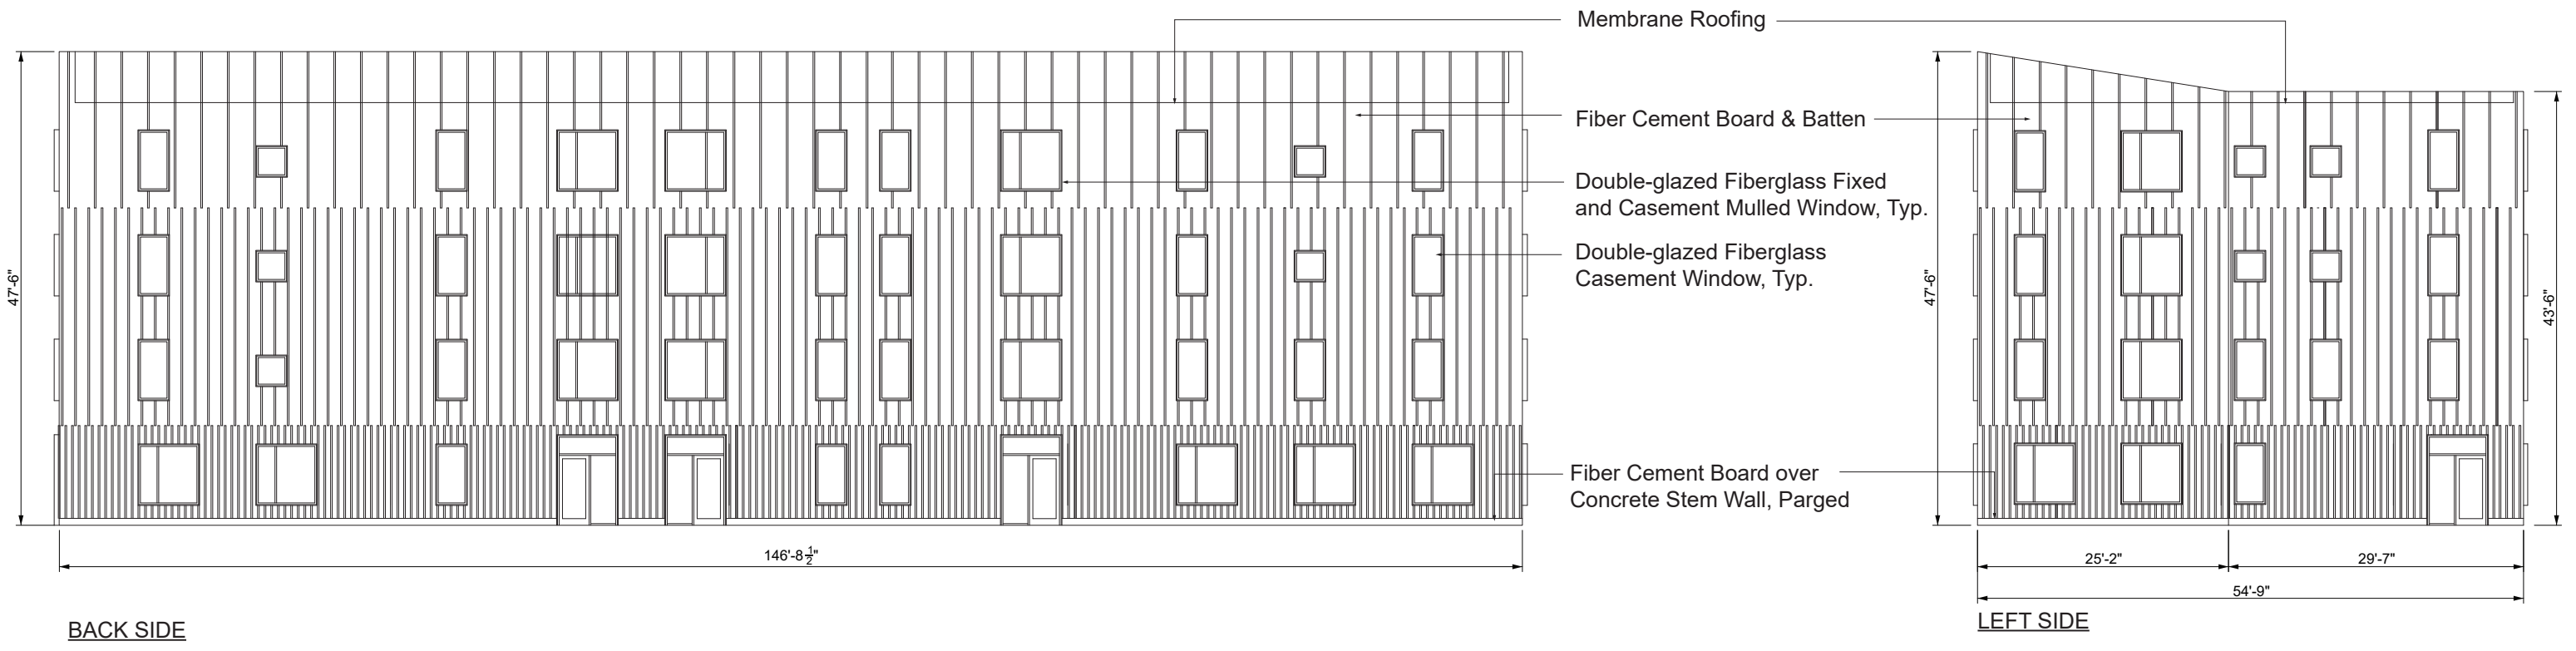 Membrane Roofing
Fiber Cement Board & Batten
Double-glazed Fiberglass Fixed
and Casement Mulled Window, Typ.
Double-glazed Fiberglass
Casement Window, Typ.
Fiber Cement Board over
Concrete Stem Wall, Parged
47'-6"
146'-8 1/2"
BACK SIDE
47'-6"
43'-6"
25'-2"
29'-7"
54'-9"
LEFT SIDE